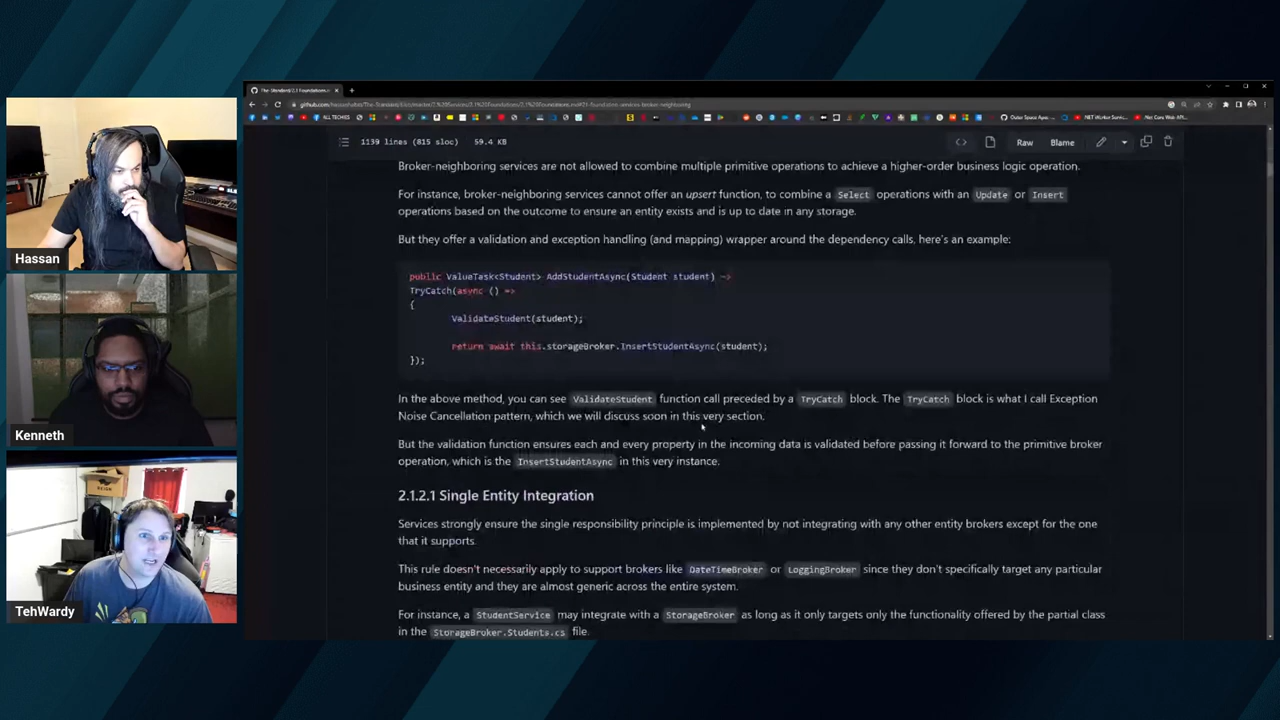 The-Standard/2.1 Foundations.m
1139 lines (815 sloc)
59.4 KB
Raw
Blame
ALL TECHIES
Broker-neighboring services are not allowed to combine multiple primitive operations to achieve a higher-order business logic operation.
For instance, broker-neighboring services cannot offer an upsert function, to combine a Select operations with an Update or Insert
operations based on the outcome to ensure an entity exists and is up to date in any storage.
But they offer a validation and exception handling (and mapping) wrapper around the dependency calls, here's an example:
public ValueTask<Student> AddStudentAsync(Student student) =>
TryCatch(async () =>
{
ValidateStudent(student);
return await this.storageBroker.InsertStudentAsync(student);
});
In the above method, you can see ValidateStudent function call preceded by a TryCatch block. The TryCatch block is what I call Exception
Noise Cancellation pattern, which we will discuss soon in this very section.
But the validation function ensures each and every property in the incoming data is validated before passing it forward to the primitive broker
operation, which is the InsertStudentAsync in this very instance.
2.1.2.1 Single Entity Integration
Services strongly ensure the single responsibility principle is implemented by not integrating with any other entity brokers except for the one
that it supports.
This rule doesn't necessarily apply to support brokers like DateTimeBroker or LoggingBroker since they don't specifically target any particular
business entity and they are almost generic across the entire system.
For instance, a StudentService may integrate with a StorageBroker as long as it only targets only the functionality offered by the partial class
in the StorageBroker.Students.cs file.
Hassan
Kenneth
TehWardy